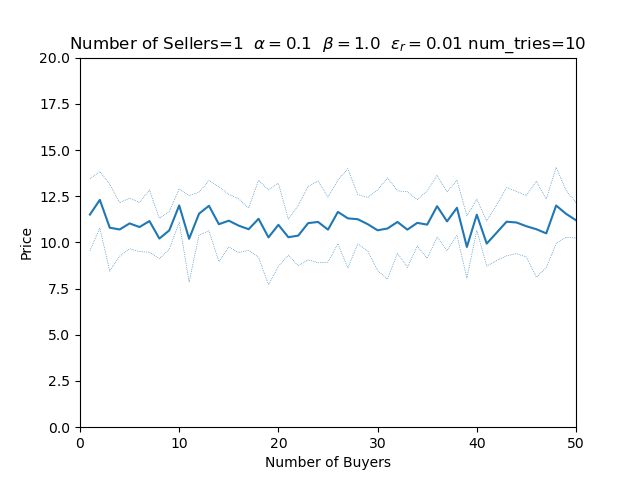 Number of Sellers=1 α = 0.1 β = 1.0 ε_r = 0.01 num_tries=10
20.0
17.5
15.0
12.5
10.0
7.5
5.0
2.5
0.0
Price
0 10 20 30 40 50
Number of Buyers